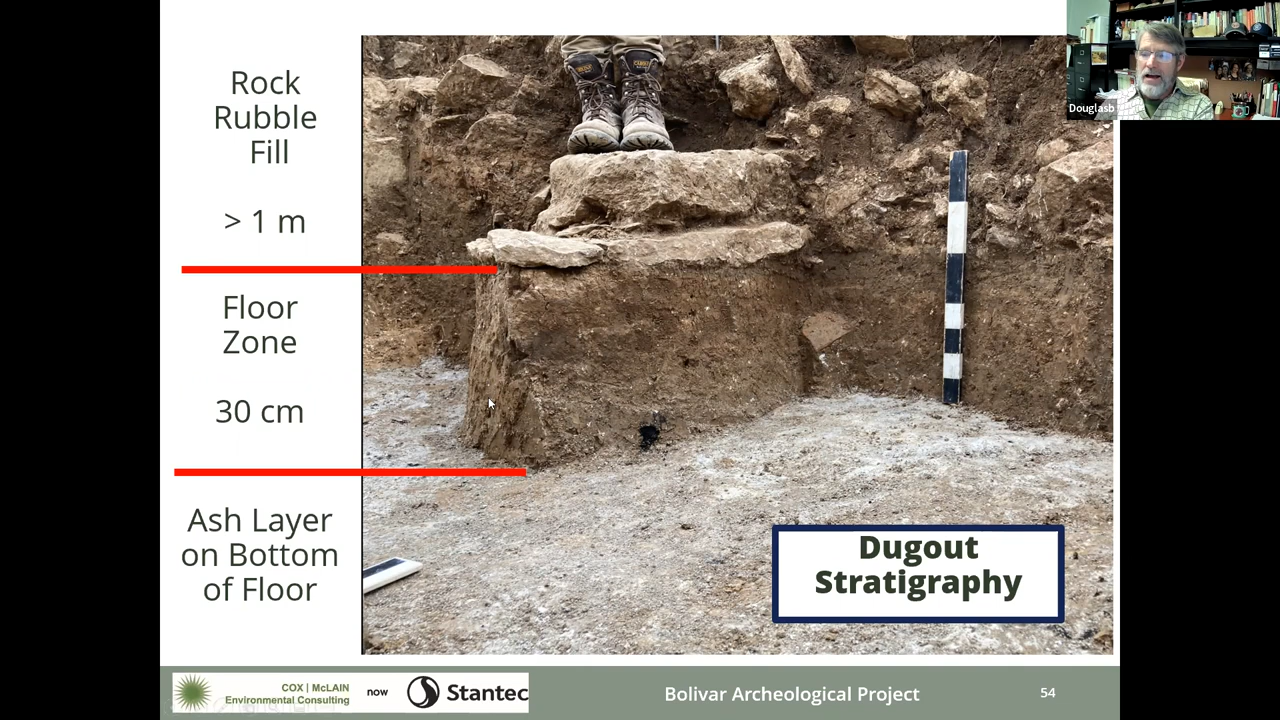 Rock
Rubble
Fill
> 1 m
Floor
Zone
30 cm
Ash Layer
on Bottom
of Floor
Dugout
Stratigraphy
Douglasb
COX | McLAIN
Environmental Consulting
now
Stantec
Bolivar Archeological Project
54